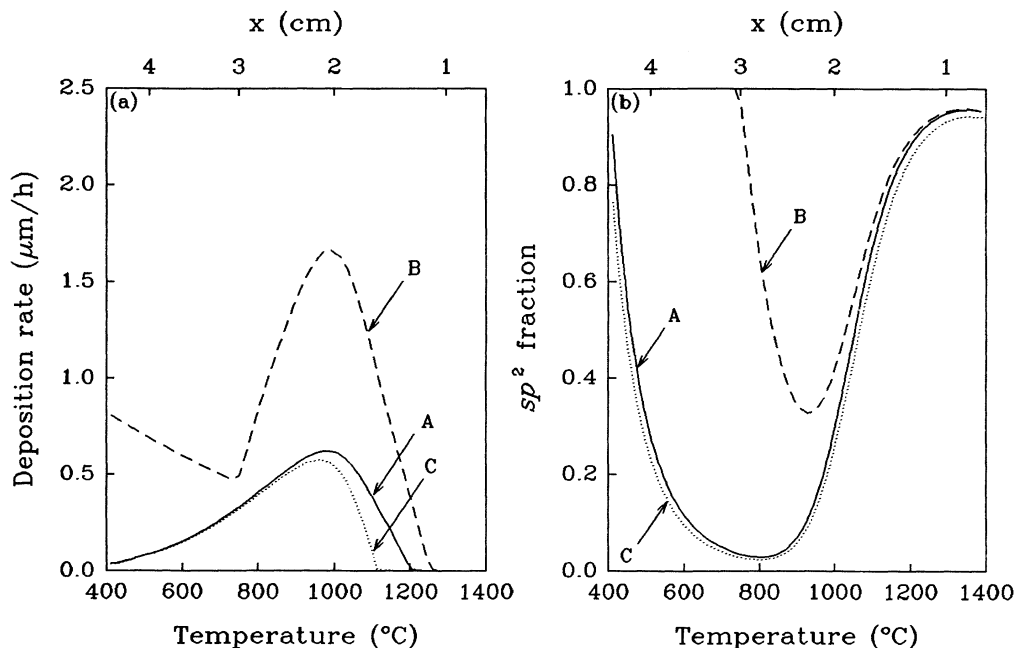 x (cm)
4 3 2 1
2.5
2.0
1.5
1.0
0.5
0.0
(a)
B
A
C
Deposition rate (μm/h)
400 600 800 1000 1200 1400
Temperature (°C)
x (cm)
4 3 2 1
1.0
0.8
0.6
0.4
0.2
0.0
(b)
B
A
C
sp² fraction
400 600 800 1000 1200 1400
Temperature (°C)